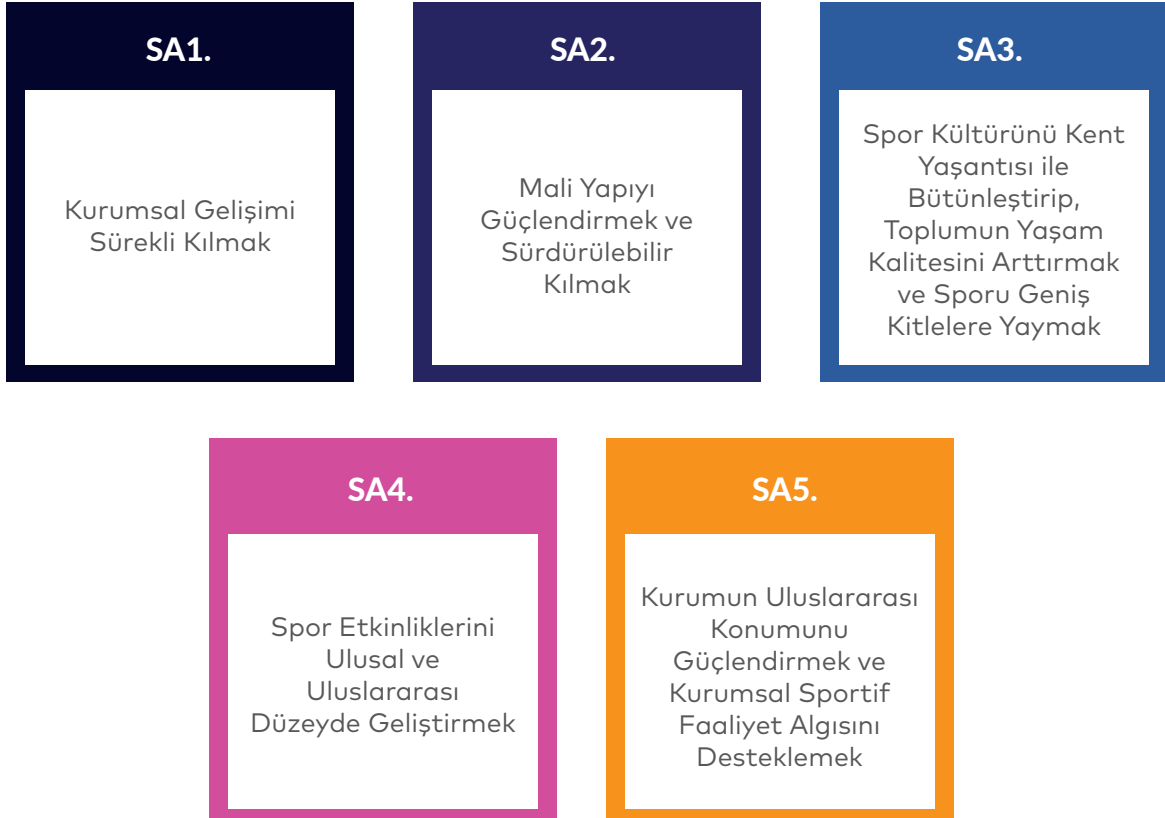 SA1.
Kurumsal Gelişimi
Sürekli Kılmak
SA2.
Mali Yapıyı
Güçlendirmek ve
Sürdürülebilir
Kılmak
SA3.
Spor Kültürünü Kent
Yaşantısı ile
Bütünleştirip,
Toplumun Yaşam
Kalitesini Arttırmak
ve Sporu Geniş
Kitlelere Yaymak
SA4.
Spor Etkinliklerini
Ulusal ve
Uluslararası
Düzeyde Geliştirmek
SA5.
Kurumun Uluslararası
Konumunu
Güçlendirmek ve
Kurumsal Sportif
Faaliyet Algısını
Desteklemek